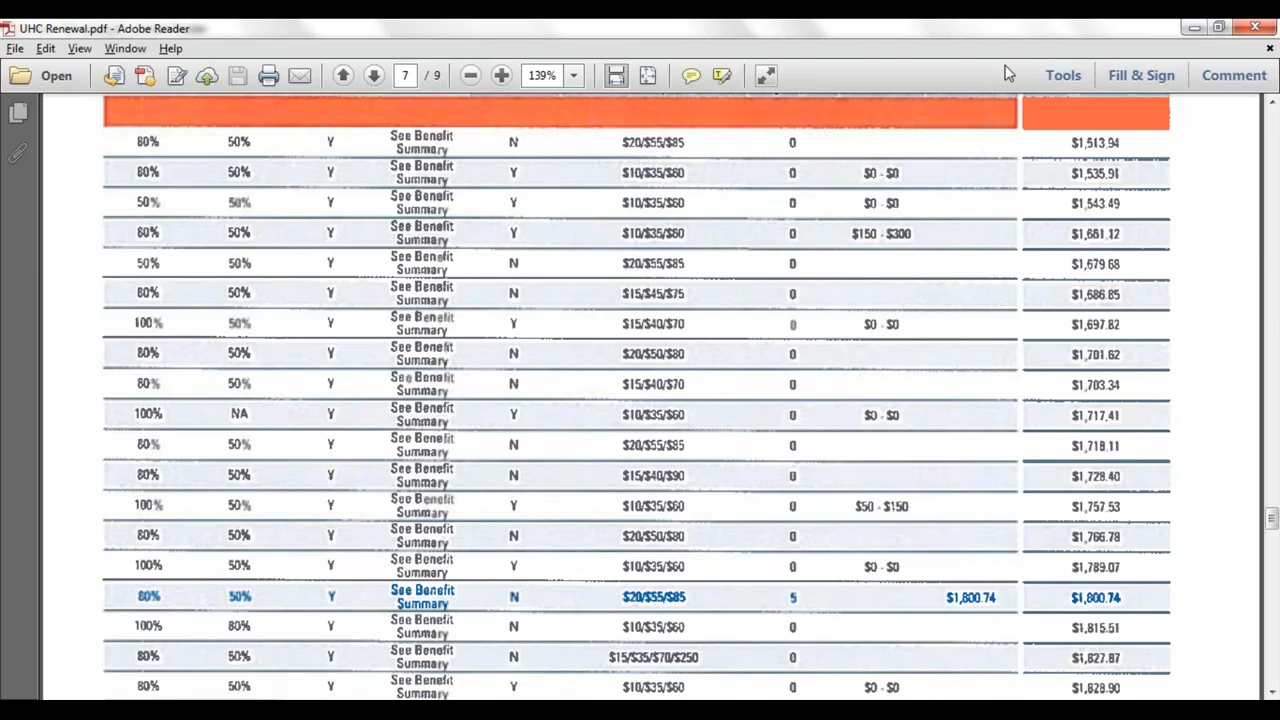 UHC Renewal.pdf - Adobe Reader
File Edit View Window Help
Open 7 / 9 139% Tools Fill & Sign Comment
80% 50% Y See Benefit Summary N $20/$55/$85 0 $1,513.94
80% 50% Y See Benefit Summary Y $10/$35/$60 0 $0 - $0 $1,535.91
50% 50% Y See Benefit Summary Y $10/$35/$60 0 $0 - $0 $1,543.49
80% 50% Y See Benefit Summary Y $10/$35/$60 0 $150 - $300 $1,661.12
50% 50% Y See Benefit Summary N $20/$55/$85 0 $1,679.68
80% 50% Y See Benefit Summary N $15/$45/$75 0 $1,686.85
100% 50% Y See Benefit Summary Y $15/$40/$70 0 $0 - $0 $1,697.82
80% 50% Y See Benefit Summary N $20/$50/$80 0 $1,701.62
80% 50% Y See Benefit Summary N $15/$40/$70 0 $1,703.34
100% NA Y See Benefit Summary Y $10/$35/$60 0 $0 - $0 $1,717.41
80% 50% Y See Benefit Summary N $20/$55/$85 0 $1,718.11
80% 50% Y See Benefit Summary N $15/$40/$90 0 $1,728.40
100% 50% Y See Benefit Summary Y $10/$35/$60 0 $50 - $150 $1,757.53
80% 50% Y See Benefit Summary N $20/$50/$80 0 $1,766.78
100% 50% Y See Benefit Summary Y $10/$35/$60 0 $0 - $0 $1,789.07
80% 50% Y See Benefit Summary N $20/$55/$85 5 $1,800.74 $1,800.74
100% 80% Y See Benefit Summary N $10/$35/$60 0 $1,815.51
80% 50% Y See Benefit Summary N $15/$35/$70/$250 0 $1,827.87
80% 50% Y See Benefit Summary Y $10/$35/$60 0 $0 - $0 $1,828.90